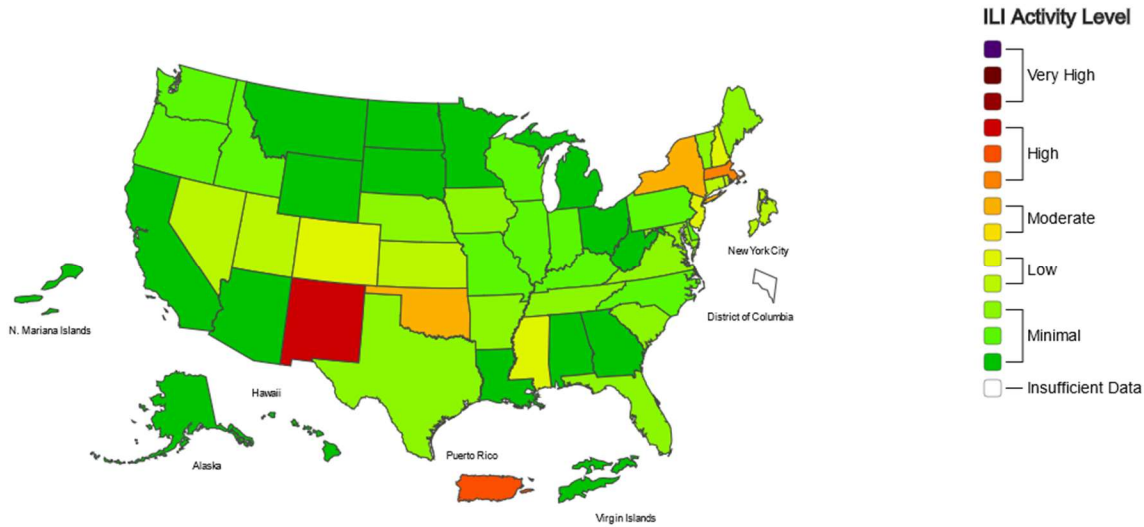 ILI Activity Level
Very High
High
Moderate
Low
Minimal
Insufficient Data
New York City
District of Columbia
N. Mariana Islands
Hawaii
Alaska
Puerto Rico
Virgin Islands